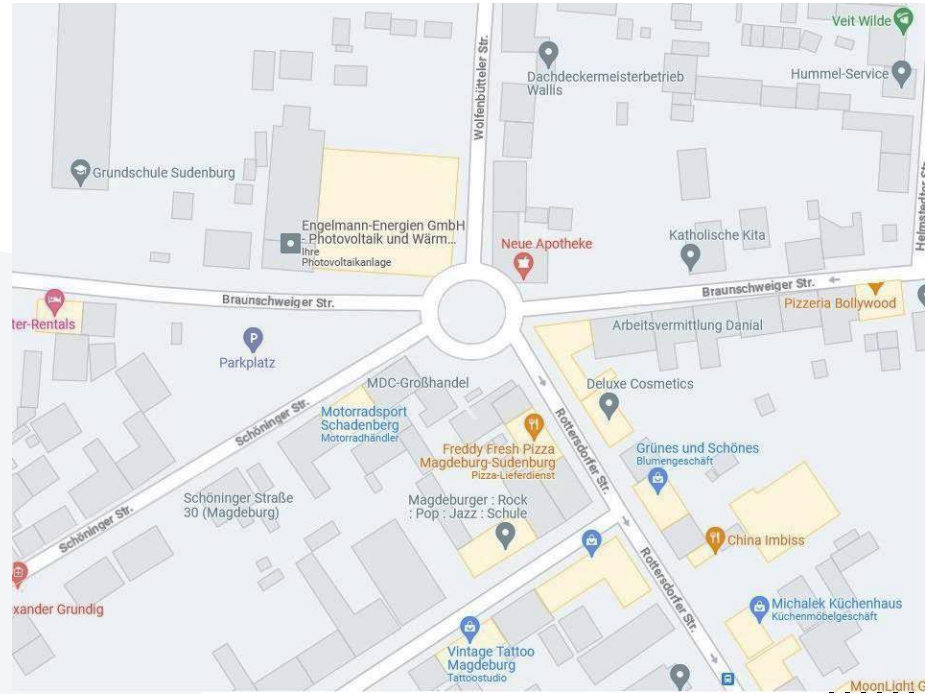 Veit Wilde
Wolfenbütteler Str.
Dachdeckermeisterbetrieb
Wallis
Hummel-Service
Grundschule Sudenburg
Helmstedter Str.
Engelmann-Energien GmbH
- Photovoltaik und Wärm...
Ihre
Photovoltaikanlage
Neue Apotheke
Katholische Kita
Braunschweiger Str.
Braunschweiger Str.
Pizzeria Bollywood
ter-Rentals
P
Parkplatz
Arbeitsvermittlung Danial
MDC-Großhandel
Deluxe Cosmetics
Schöninger Str.
Motorradsport
Schadenberg
Motorradhändler
Rottersdorfer Str.
Freddy Fresh Pizza
Magdeburg-Sudenburg
Pizza-Lieferdienst
Grünes und Schönes
Blumengeschäft
Schöninger Straße
30 (Magdeburg)
Magdeburger : Rock
: Pop : Jazz : Schule
Schöninger Str.
China Imbiss
Rottersdorfer Str.
xander Grundig
Michalek Küchenhaus
Küchenmöbelgeschäft
Vintage Tattoo
Magdeburg
Tattoostudio
MoonLight G